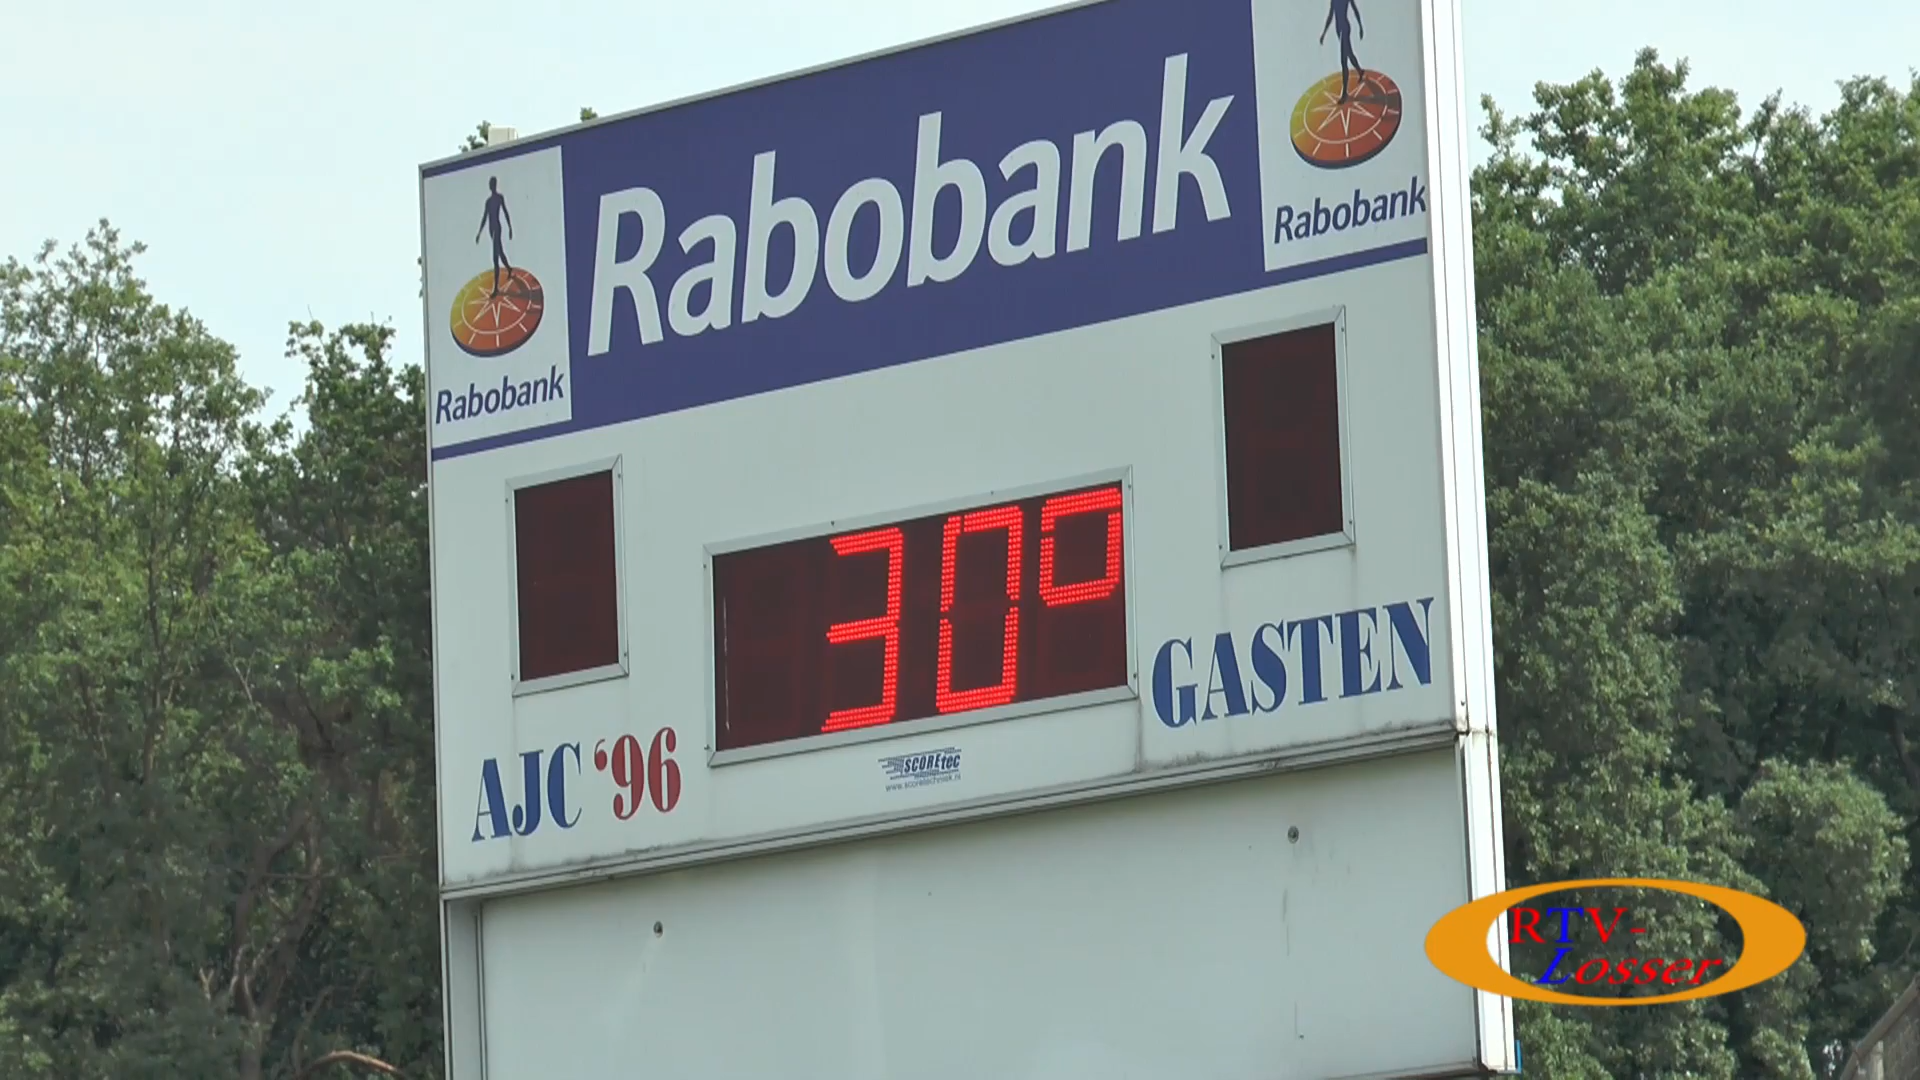 Rabobank
Rabobank
Rabobank
30°
GASTEN
AJC '96
SCOREtec
RTV-
Losser